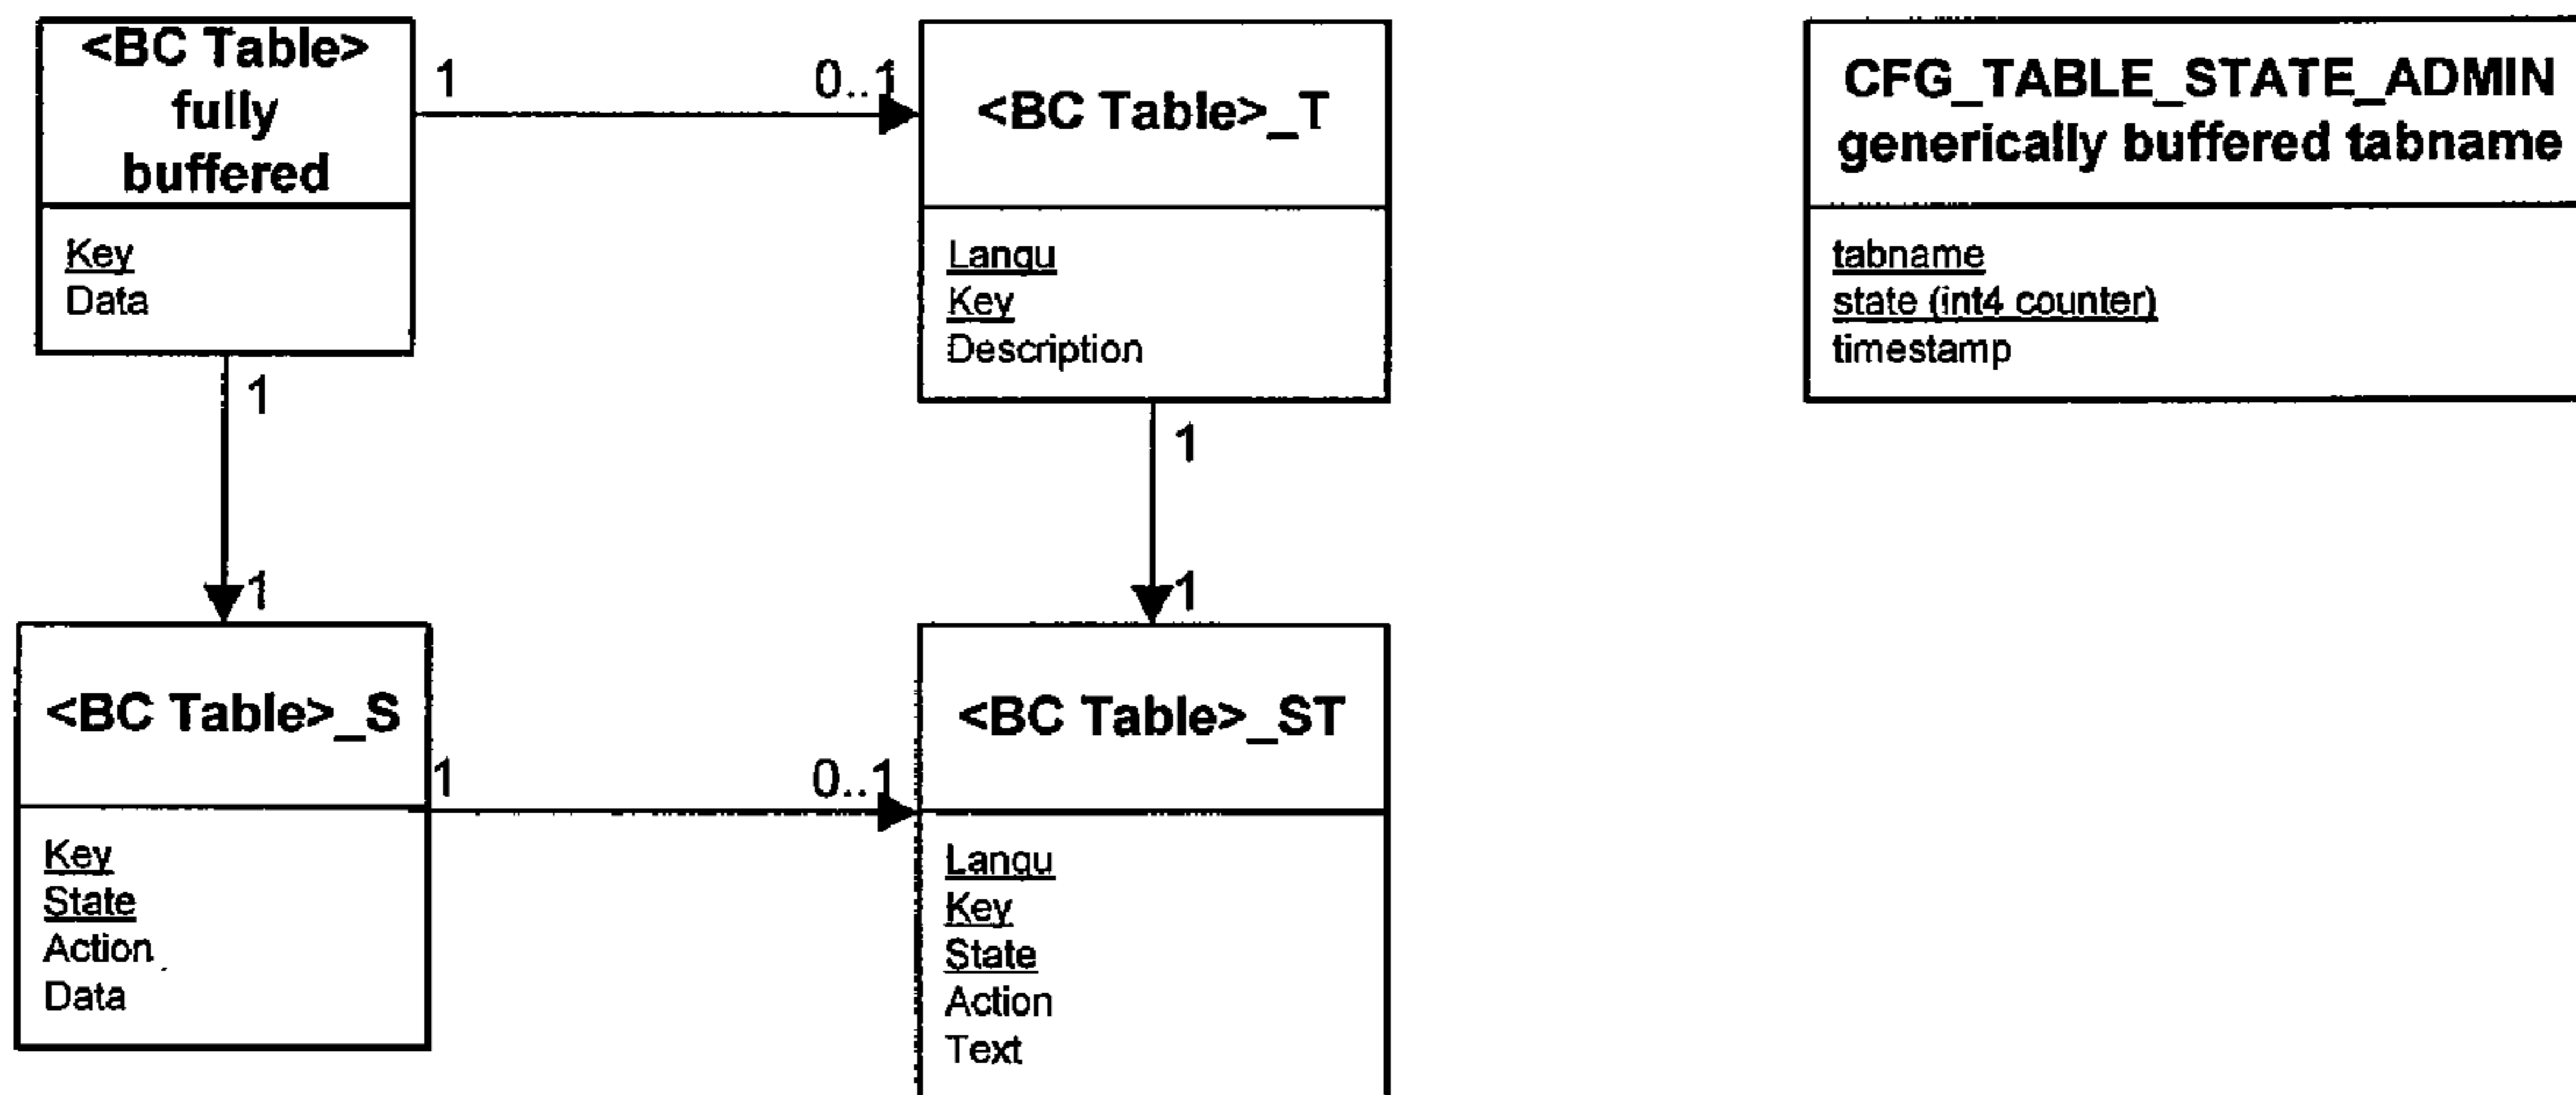 <BC Table>
fully
buffered
Key
Data
1
0..1
<BC Table>_T
Langu
Key
Description
CFG_TABLE_STATE_ADMIN
generically buffered tabname
tabname
state (int4 counter)
timestamp
1
1
1
1
<BC Table>_S
Key
State
Action
Data
1
0..1
<BC Table>_ST
Langu
Key
State
Action
Text